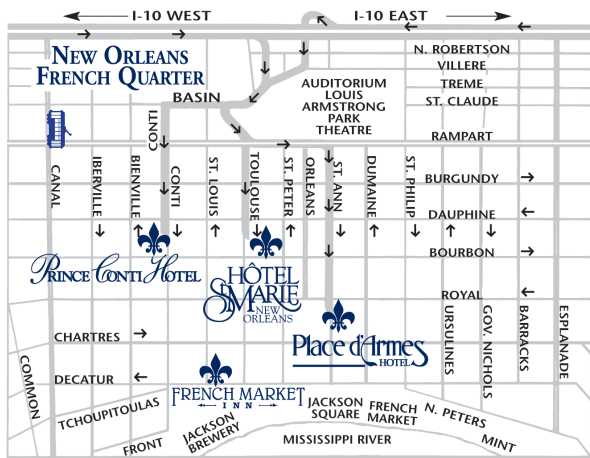 I-10 WEST
I-10 EAST
NEW ORLEANS
FRENCH QUARTER
N. ROBERTSON
VILLERE
TREME
ST. CLAUDE
AUDITORIUM
LOUIS
ARMSTRONG
PARK
THEATRE
BASIN
CONTI
RAMPART
CANAL
IBERVILLE
BIENVILLE
CONTI
ST. LOUIS
TOULOUSE
ST. PETER
ORLEANS
ST. ANN
DUMAINE
ST. PHILIP
BURGUNDY
DAUPHINE
BOURBON
ROYAL
PRINCE CONTI HOTEL
HÔTEL
ST MARIE
NEW
ORLEANS
Place d'Armes
HOTEL
URSULINES
GOV. NICHOLS
BARRACKS
ESPLANADE
CHARTRES
DECATUR
COMMON
FRENCH MARKET
INN
TCHOUPITOULAS
FRONT
JACKSON
BREWERY
JACKSON
SQUARE
FRENCH
MARKET
N. PETERS
MISSISSIPPI RIVER
MINT